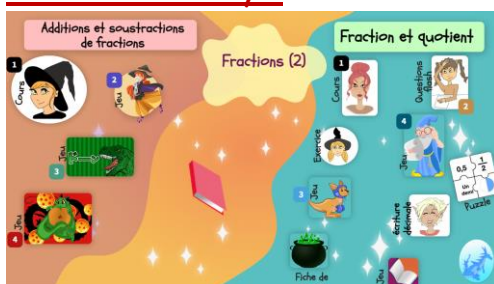 Additions et soustractions
de fractions
Fractions (2)
Fraction et quotient
1
Cours
2
Jeu
3
Jeu
4
Jeu
1
Cours
Questions
flash
2
Exercice
4
Jeu
3
Jeu
0,5
1
2
Un
demi
Puzzle
écriture
décimale
Fiche de
Jeu